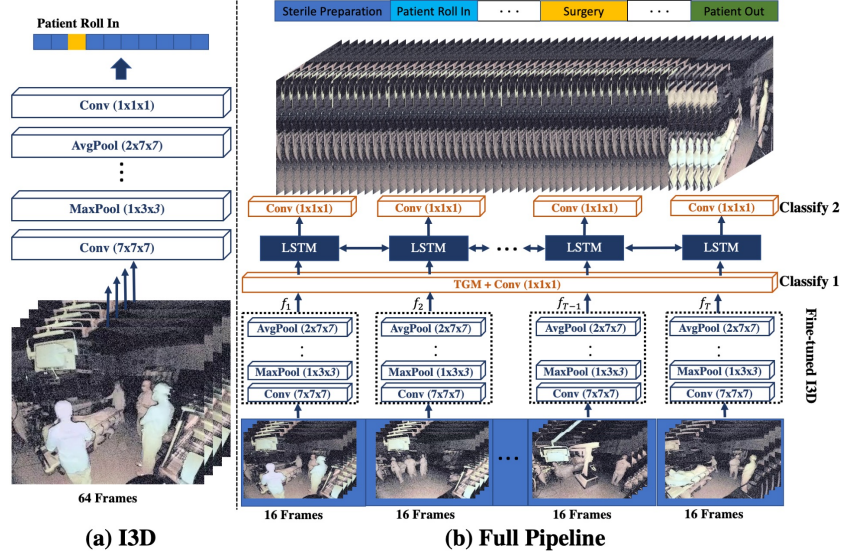 Patient Roll In
Conv (1x1x1)
AvgPool (2x7x7)
MaxPool (1x3x3)
Conv (7x7x7)
64 Frames
(a) I3D
Sterile Preparation Patient Roll In ... Surgery ... Patient Out
Conv (1x1x1) Conv (1x1x1) Conv (1x1x1) Conv (1x1x1) Classify 2
LSTM LSTM ... LSTM LSTM
TGM + Conv (1x1x1) Classify 1
f1 f2 fT−1 fT
AvgPool (2x7x7) AvgPool (2x7x7) AvgPool (2x7x7) AvgPool (2x7x7)
MaxPool (1x3x3) MaxPool (1x3x3) MaxPool (1x3x3) MaxPool (1x3x3)
Conv (7x7x7) Conv (7x7x7) Conv (7x7x7) Conv (7x7x7)
Fine-tuned I3D
...
16 Frames 16 Frames 16 Frames 16 Frames
(b) Full Pipeline